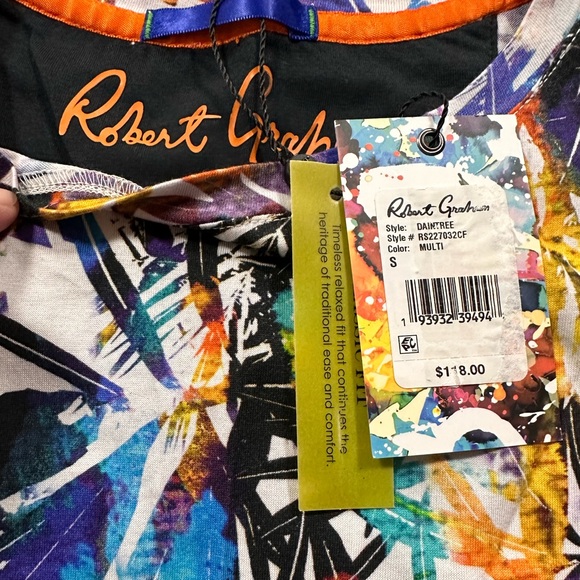 Robert
Robert Graham
Style: DAINTREE
Style # RS227032CF
Color: MULTI
S
1 93932 39494
$118.00
Timeless relaxed fit that continues the
heritage of traditional ease and comfort.